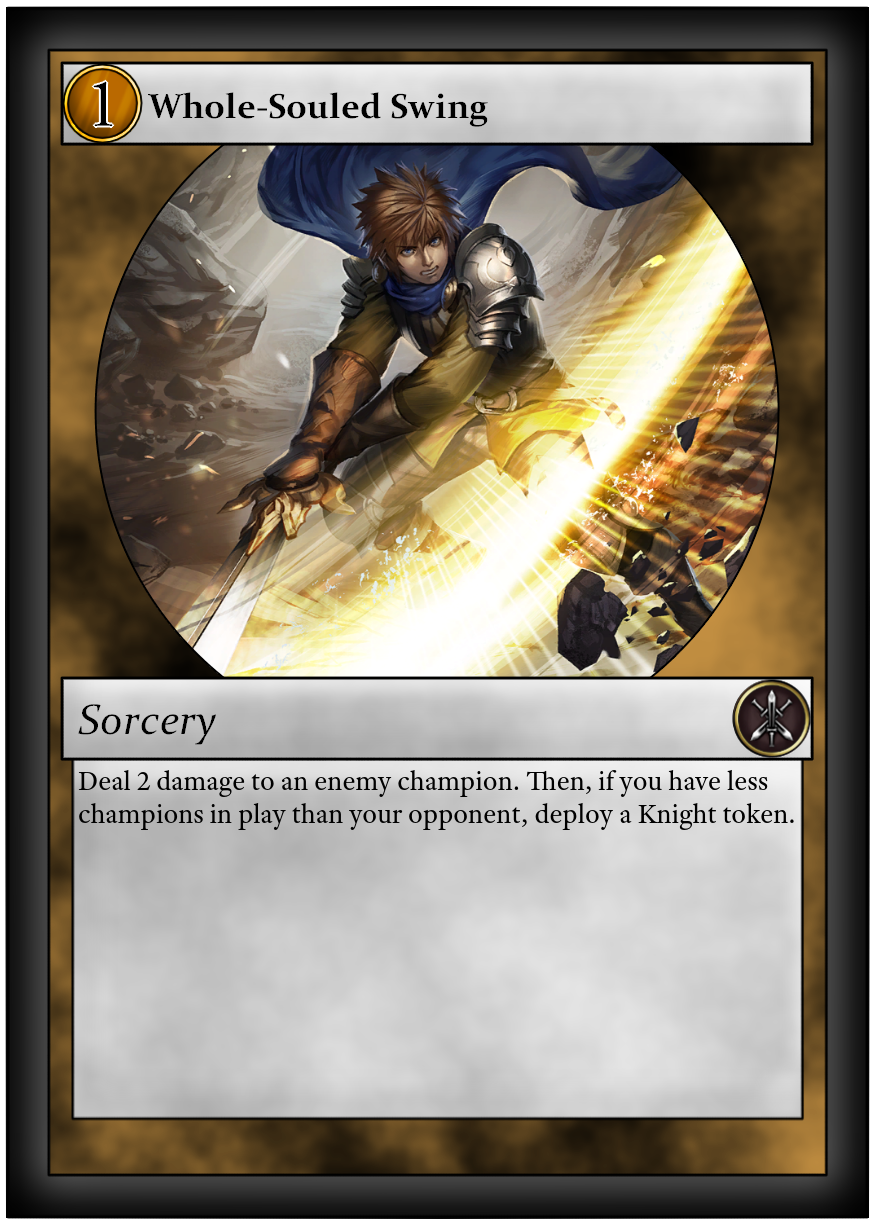 1 Whole-Souled Swing
Sorcery
Deal 2 damage to an enemy champion. Then, if you have less
champions in play than your opponent, deploy a Knight token.